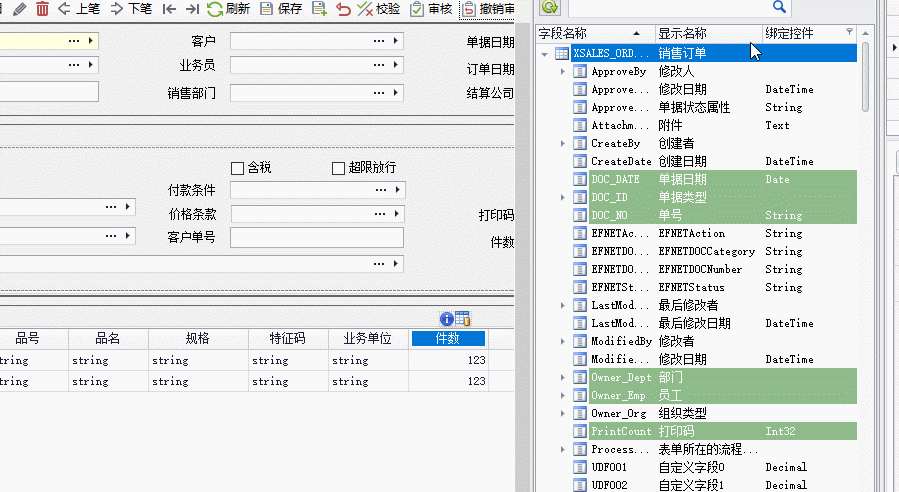 上笔 下笔 刷新 保存 校验 审核 撤销审
客户 单据日期
业务员 订单日期
销售部门 结算公司
含税 超限放行
付款条件
价格条款 打印码
客户单号 件数
品号 品名 规格 特征码 业务单位 件数
tring string string string string 123
tring string string string string 123
字段名称 显示名称 绑定控件
XSALES_ORD... 销售订单
ApproveBy 修改人
Approve... 修改日期 DateTime
Approve... 单据状态属性 String
Attachm... 附件 Text
CreateBy 创建者
CreateDate 创建日期 DateTime
DOC_DATE 单据日期 Date
DOC_ID 单据类型
DOC_NO 单号 String
EFNETAc... EFNETAction String
EFNETDO... EFNETDOCCategory String
EFNETDO... EFNETDOCNumber String
EFNETSt... EFNETStatus String
LastMod... 最后修改者
LastMod... 最后修改日期 DateTime
ModifiedBy 修改者
Modifie... 修改日期 DateTime
Owner_Dept 部门
Owner_Emp 员工
Owner_Org 组织类型
PrintCount 打印码 Int32
Process... 表单所在的流程...
UDF001 自定义字段0 Decimal
UDF002 自定义字段1 Decimal